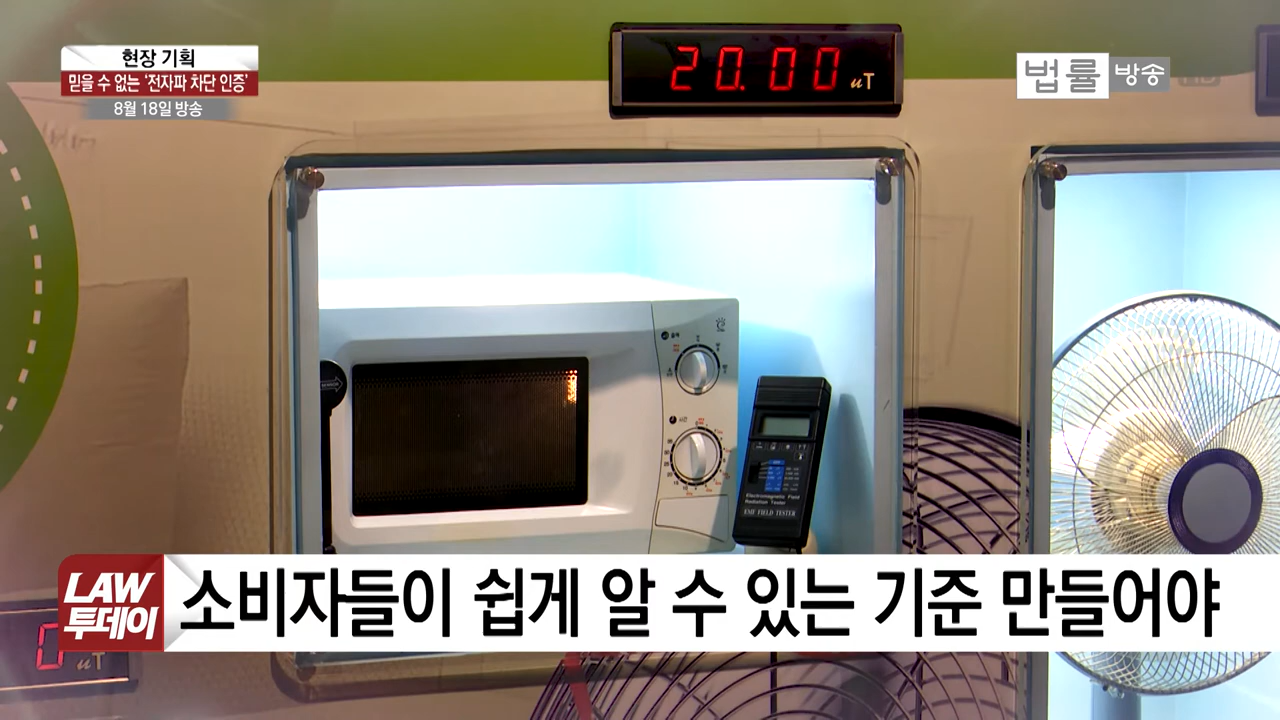 현장 기획
믿을 수 없는 '전자파 차단 인증'
8월 18일 방송
20.00 uT
법률방송
HD
Electromagnetic Field
Radiation Tester
EMF FIELD TESTER
LAW
투데이
소비자들이 쉽게 알 수 있는 기준 만들어야
0 uT